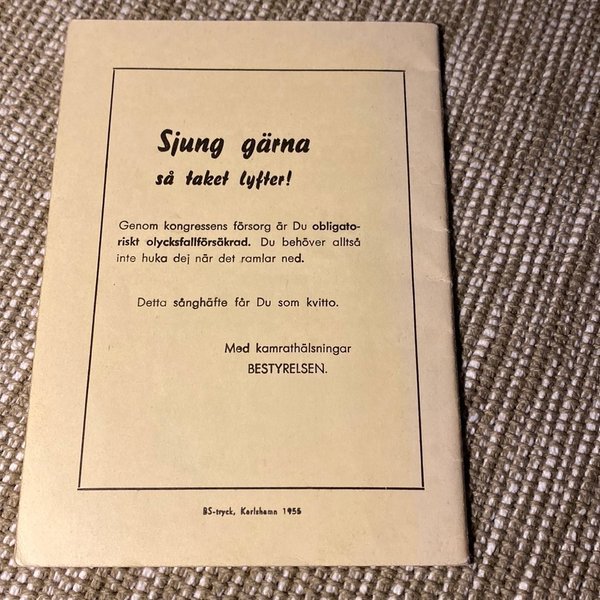 Sjung gärna
så taket lyfter!
Genom kongressens försorg är Du obligato-
riskt olycksfallförsäkrad. Du behöver alltså
inte huka dej när det ramlar ned.
Detta sånghäfte får Du som kvitto.
Med kamrathälsningar
BESTYRELSEN.
BS-tryck, Karlshamn 1955